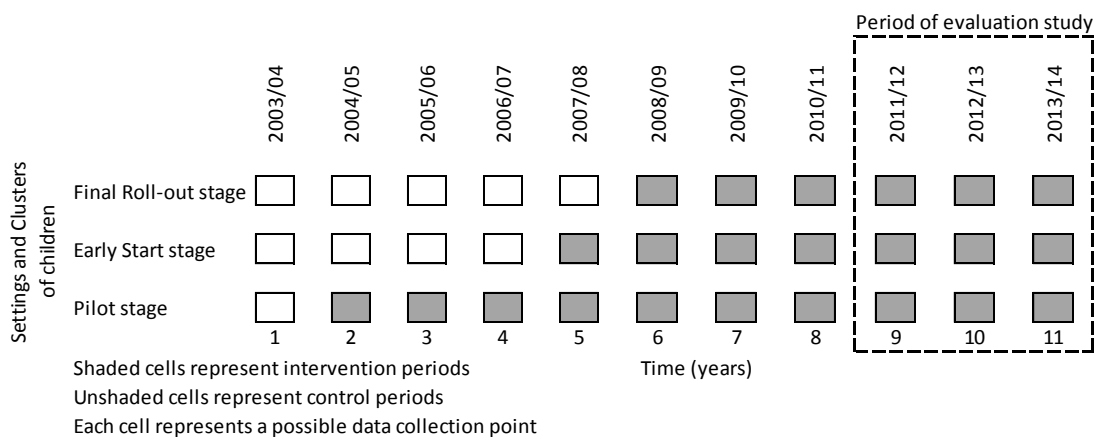 Period of evaluation study
2003/04
2004/05
2005/06
2006/07
2007/08
2008/09
2009/10
2010/11
2011/12
2012/13
2013/14
Settings and Clusters
of children
Final Roll-out stage
Early Start stage
Pilot stage
1 2 3 4 5 6 7 8 9 10 11
Time (years)
Shaded cells represent intervention periods
Unshaded cells represent control periods
Each cell represents a possible data collection point